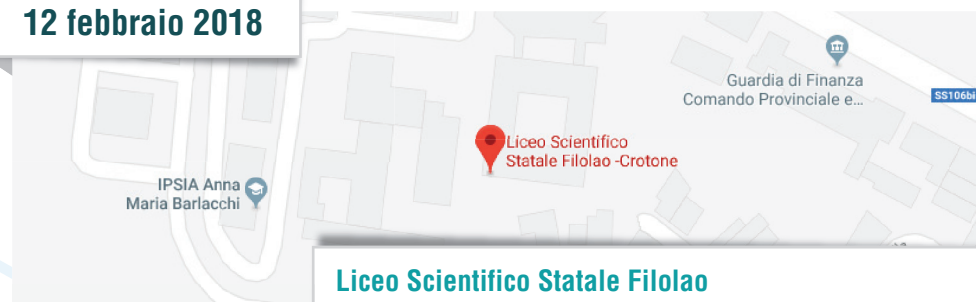 12 febbraio 2018
Guardia di Finanza
Comando Provinciale e...
SS106bi
Liceo Scientifico
Statale Filolao -Crotone
IPSIA Anna
Maria Barlacchi
Liceo Scientifico Statale Filolao